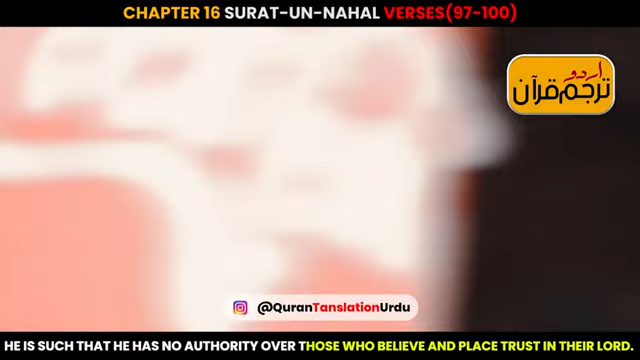 CHAPTER 16 SURAT-UN-NAHAL VERSES(97-100)
اردو
ترجم قرآن
@QuranTanslationUrdu
HE IS SUCH THAT HE HAS NO AUTHORITY OVER THOSE WHO BELIEVE AND PLACE TRUST IN THEIR LORD.